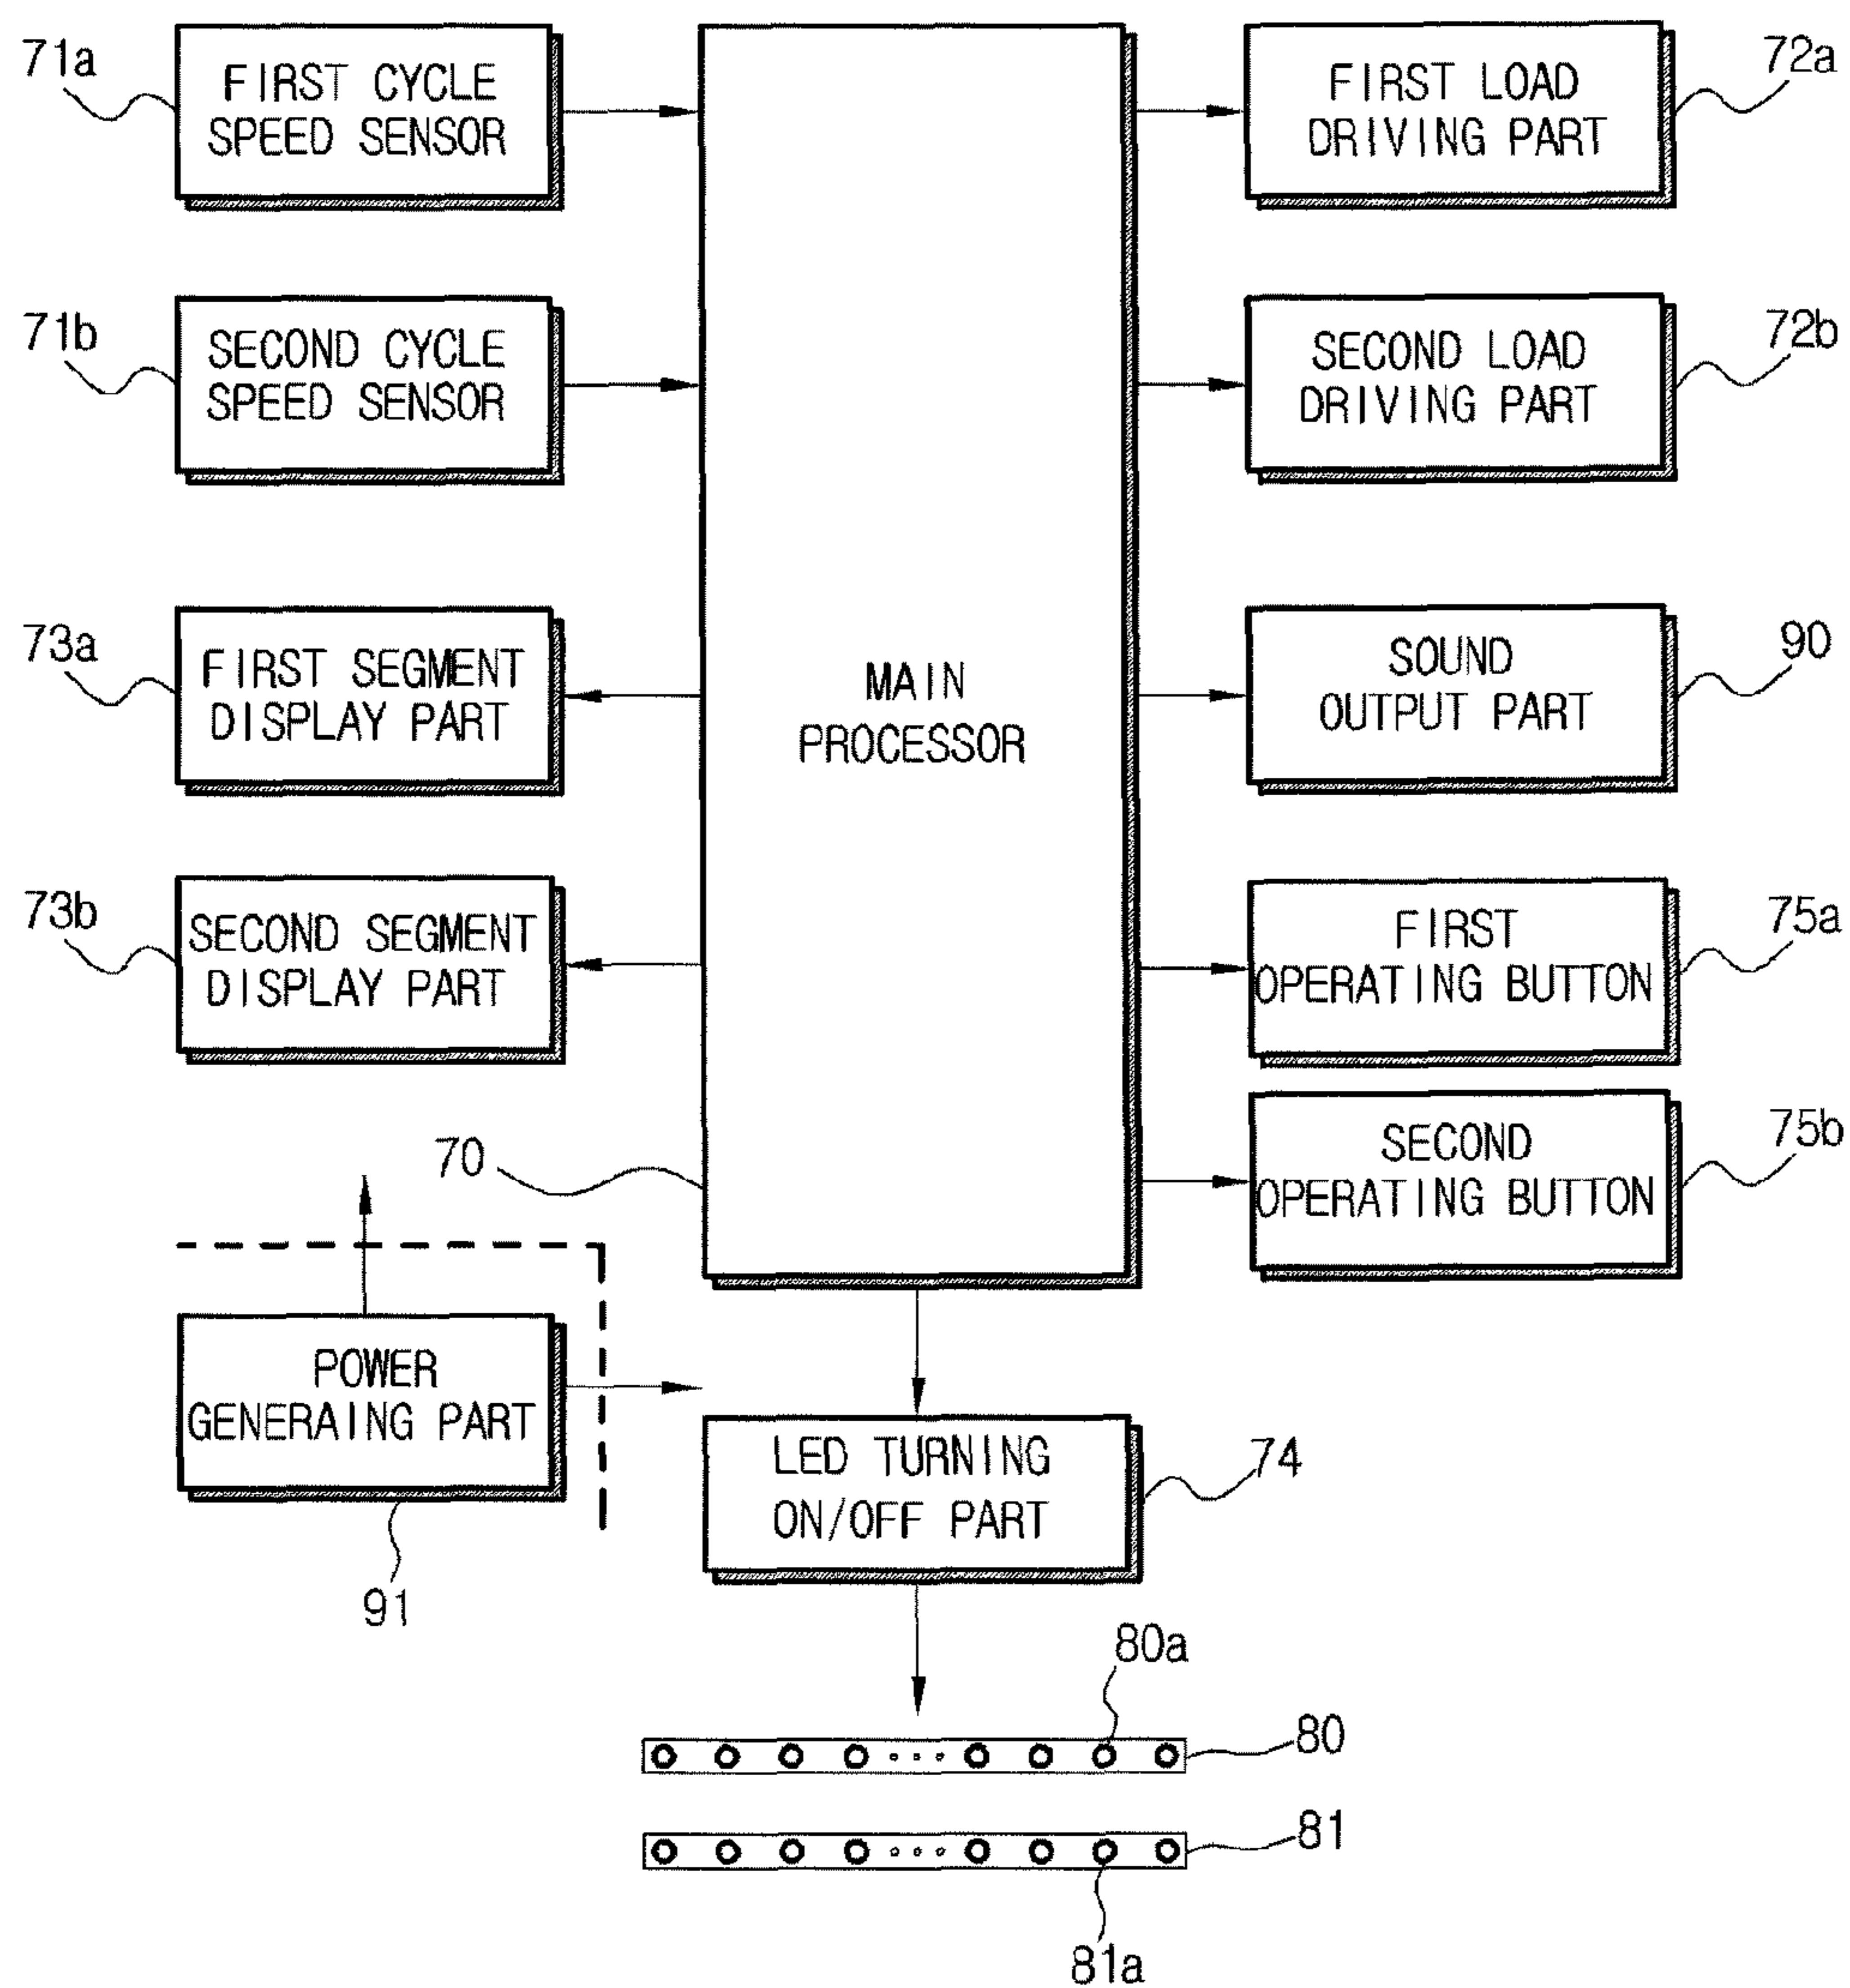 71a
FIRST CYCLE
SPEED SENSOR
FIRST LOAD
DRIVING PART
72a
71b
SECOND CYCLE
SPEED SENSOR
SECOND LOAD
DRIVING PART
72b
73a
FIRST SEGMENT
DISPLAY PART
MAIN
PROCESSOR
SOUND
OUTPUT PART
90
73b
SECOND SEGMENT
DISPLAY PART
FIRST
OPERATING BUTTON
75a
70
SECOND
OPERATING BUTTON
75b
POWER
GENERAING PART
91
LED TURNING
ON/OFF PART
74
80a
80
81
81a